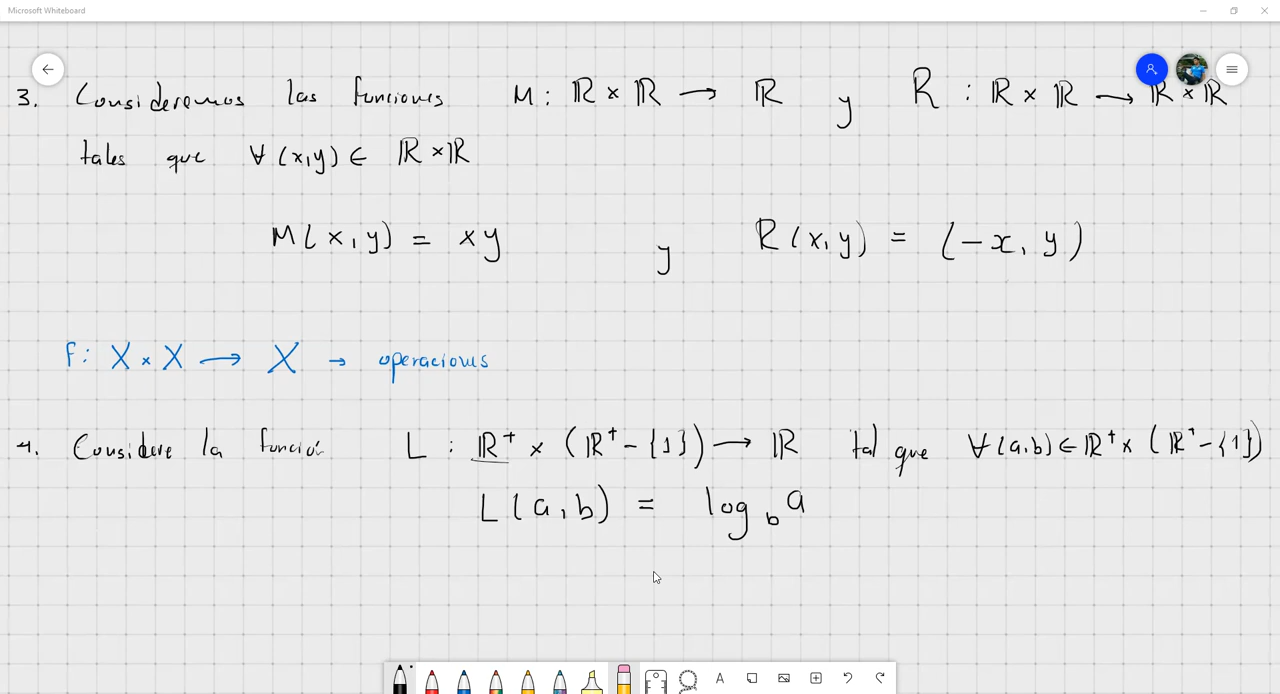 Microsoft Whiteboard
3. Consideremos las funciones M : ℝ × ℝ → ℝ y R : ℝ × ℝ → ℝ × ℝ
tales que ∀ (x,y) ∈ ℝ × ℝ
M(x,y) = xy y R(x,y) = (-x, y)
f: X × X → X → operaciones
4. Considere la función L : ℝ⁺ × (ℝ⁺ - {1}) → ℝ tal que ∀(a,b) ∈ ℝ⁺ × (ℝ⁺ - {1})
L(a,b) = log_b a
A